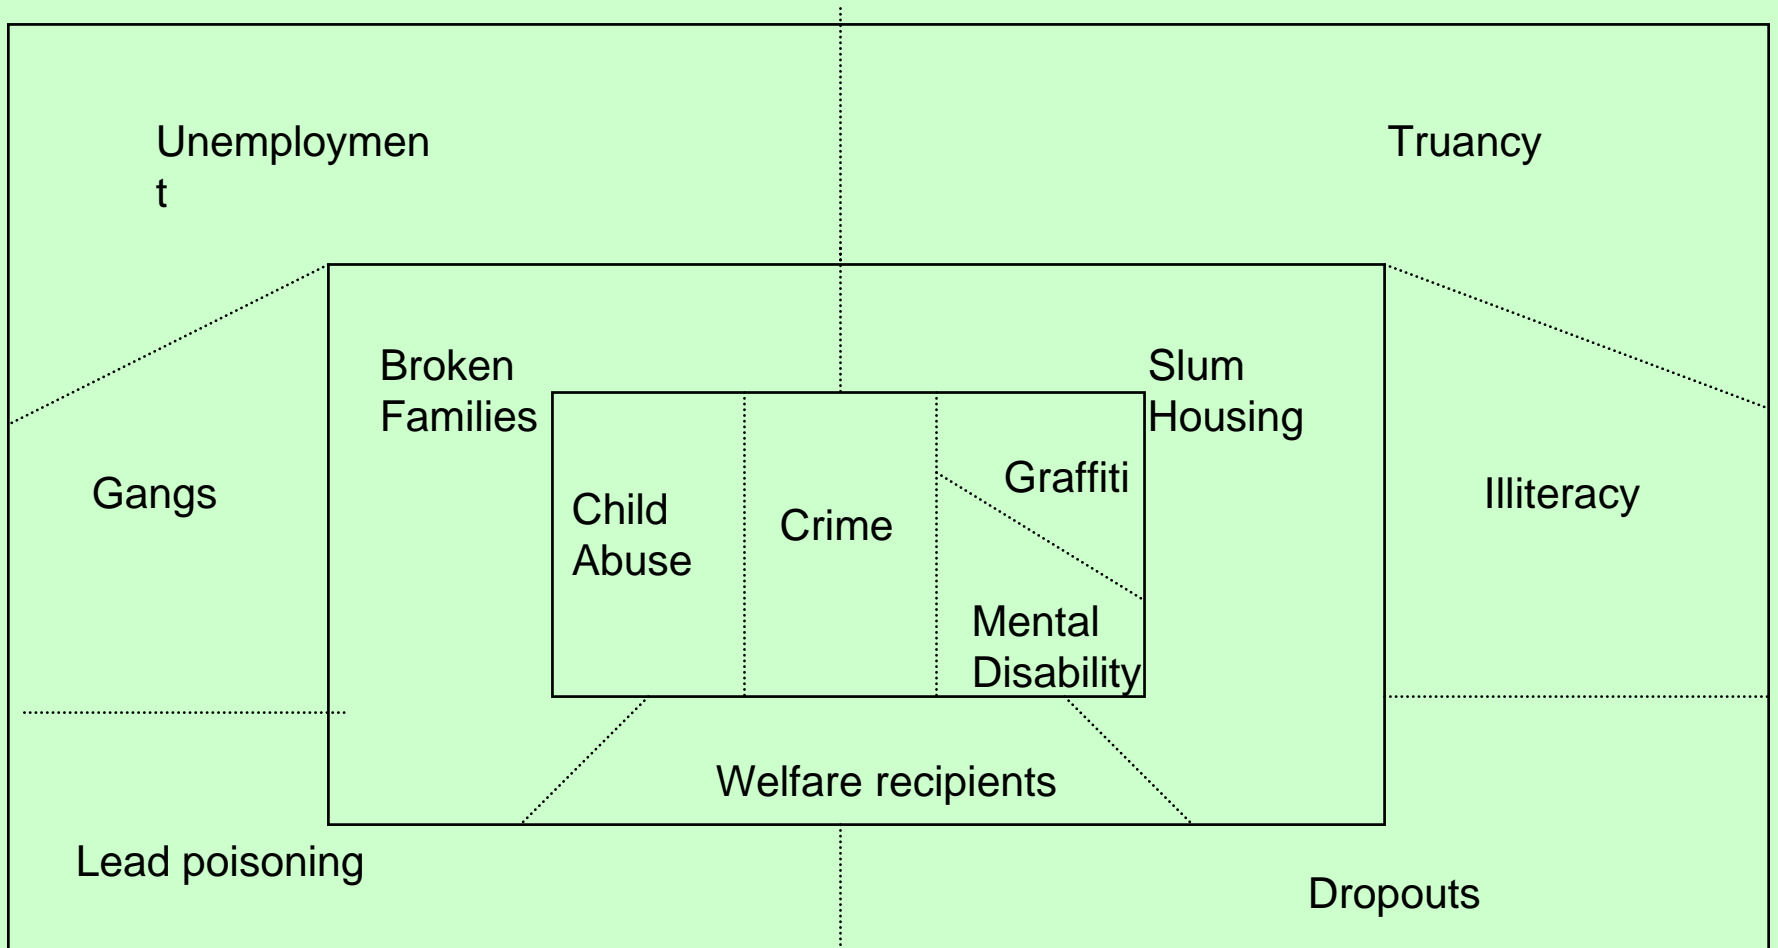 Unemploymen
t
Truancy
Broken
Families
Slum
Housing
Gangs
Child
Abuse
Crime
Graffiti
Illiteracy
Mental
Disability
Welfare recipients
Lead poisoning
Dropouts